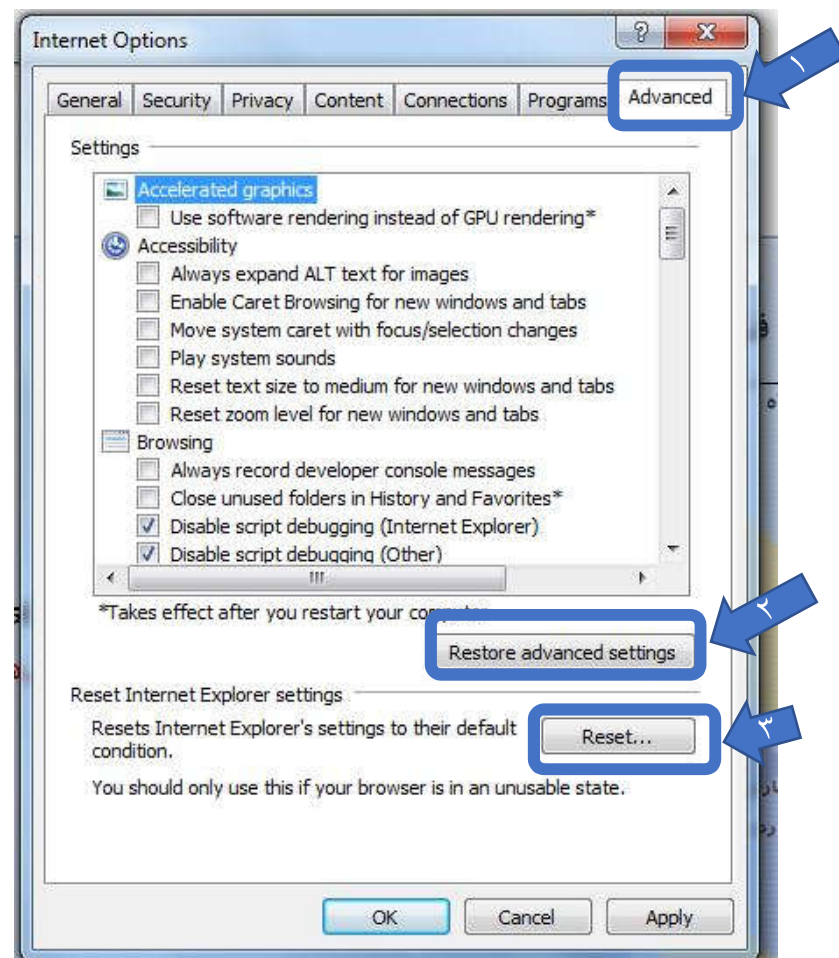 Internet Options
۱
General Security Privacy Content Connections Programs Advanced
Settings
Accelerated graphics
Use software rendering instead of GPU rendering*
Accessibility
Always expand ALT text for images
Enable Caret Browsing for new windows and tabs
Move system caret with focus/selection changes
Play system sounds
Reset text size to medium for new windows and tabs
Reset zoom level for new windows and tabs
Browsing
Always record developer console messages
Close unused folders in History and Favorites*
Disable script debugging (Internet Explorer)
Disable script debugging (Other)
*Takes effect after you restart your computer
۲
Restore advanced settings
Reset Internet Explorer settings
Resets Internet Explorer's settings to their default
condition.
Reset...
۳
You should only use this if your browser is in an unusable state.
OK Cancel Apply